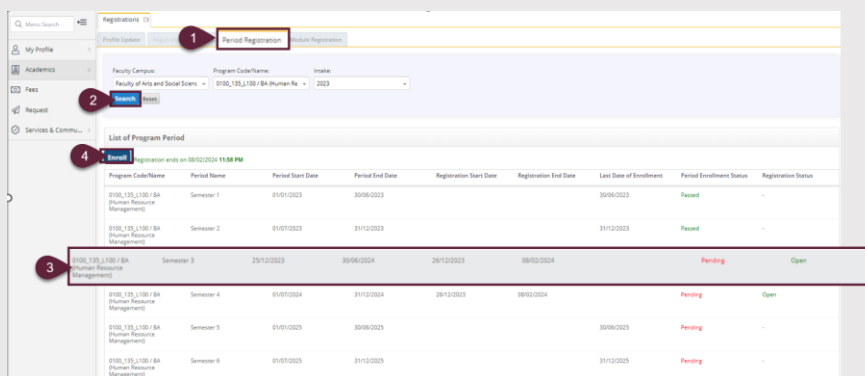 Menu Search
Registrations
Profile Update
Period Registration
Module Registration
My Profile
Academics
Fees
Request
Services & Commu...
Faculty Campus:
Program Code/Name:
Intake:
Faculty of Arts and Social Scienc
0100_135_L100 / BA (Human Re
2023
Search
Reset
1
2
3
4
List of Program Period
Enroll
Registration ends on 08/02/2024 11:58 PM
Program Code/Name Period Name Period Start Date Period End Date Registration Start Date Registration End Date Last Date of Enrollment Period Enrollment Status Registration Status
0100_135_L100 / BA Semester 1 01/01/2023 30/06/2023 30/06/2023 Passed -
(Human Resource
Management)
0100_135_L100 / BA Semester 2 01/07/2023 31/12/2023 31/12/2023 Passed -
(Human Resource
Management)
0100_135_L100 / BA Semester 3 25/12/2023 30/06/2024 26/12/2023 08/02/2024 Pending Open
(Human Resource
Management)
0100_135_L100 / BA Semester 4 01/07/2024 31/12/2024 26/12/2023 08/02/2024 Pending Open
(Human Resource
Management)
0100_135_L100 / BA Semester 5 01/01/2025 30/06/2025 30/06/2025 Pending -
(Human Resource
Management)
0100_135_L100 / BA Semester 6 01/07/2025 31/12/2025 31/12/2025 Pending -
(Human Resource
Management)